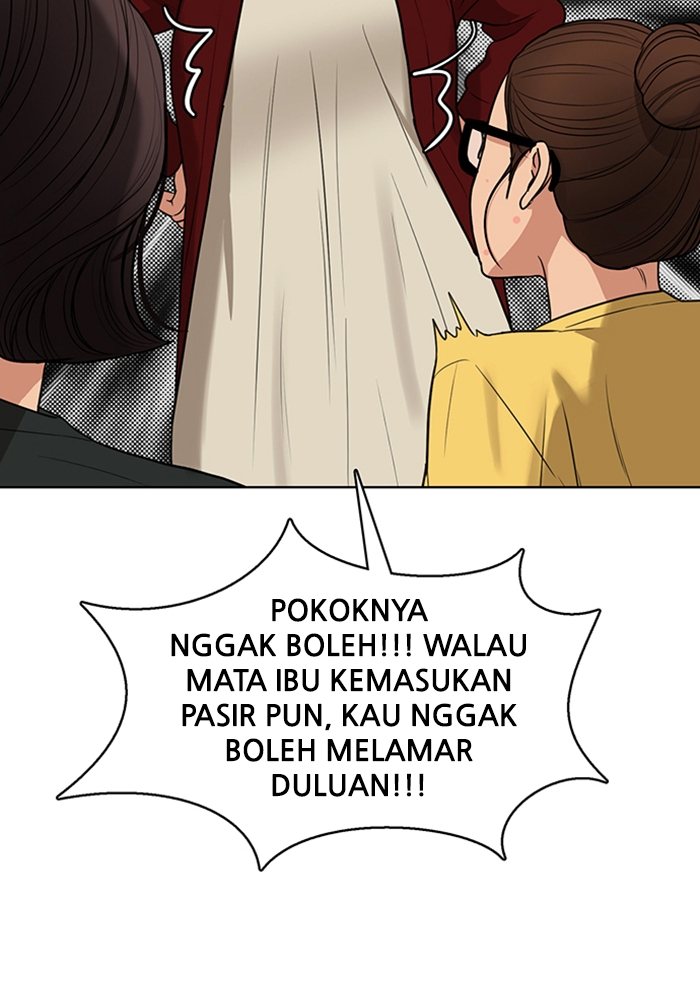 POKOKNYA
NGGAK BOLEH!!! WALAU
MATA IBU KEMASUKAN
PASIR PUN, KAU NGGAK
BOLEH MELAMAR
DULUAN!!!